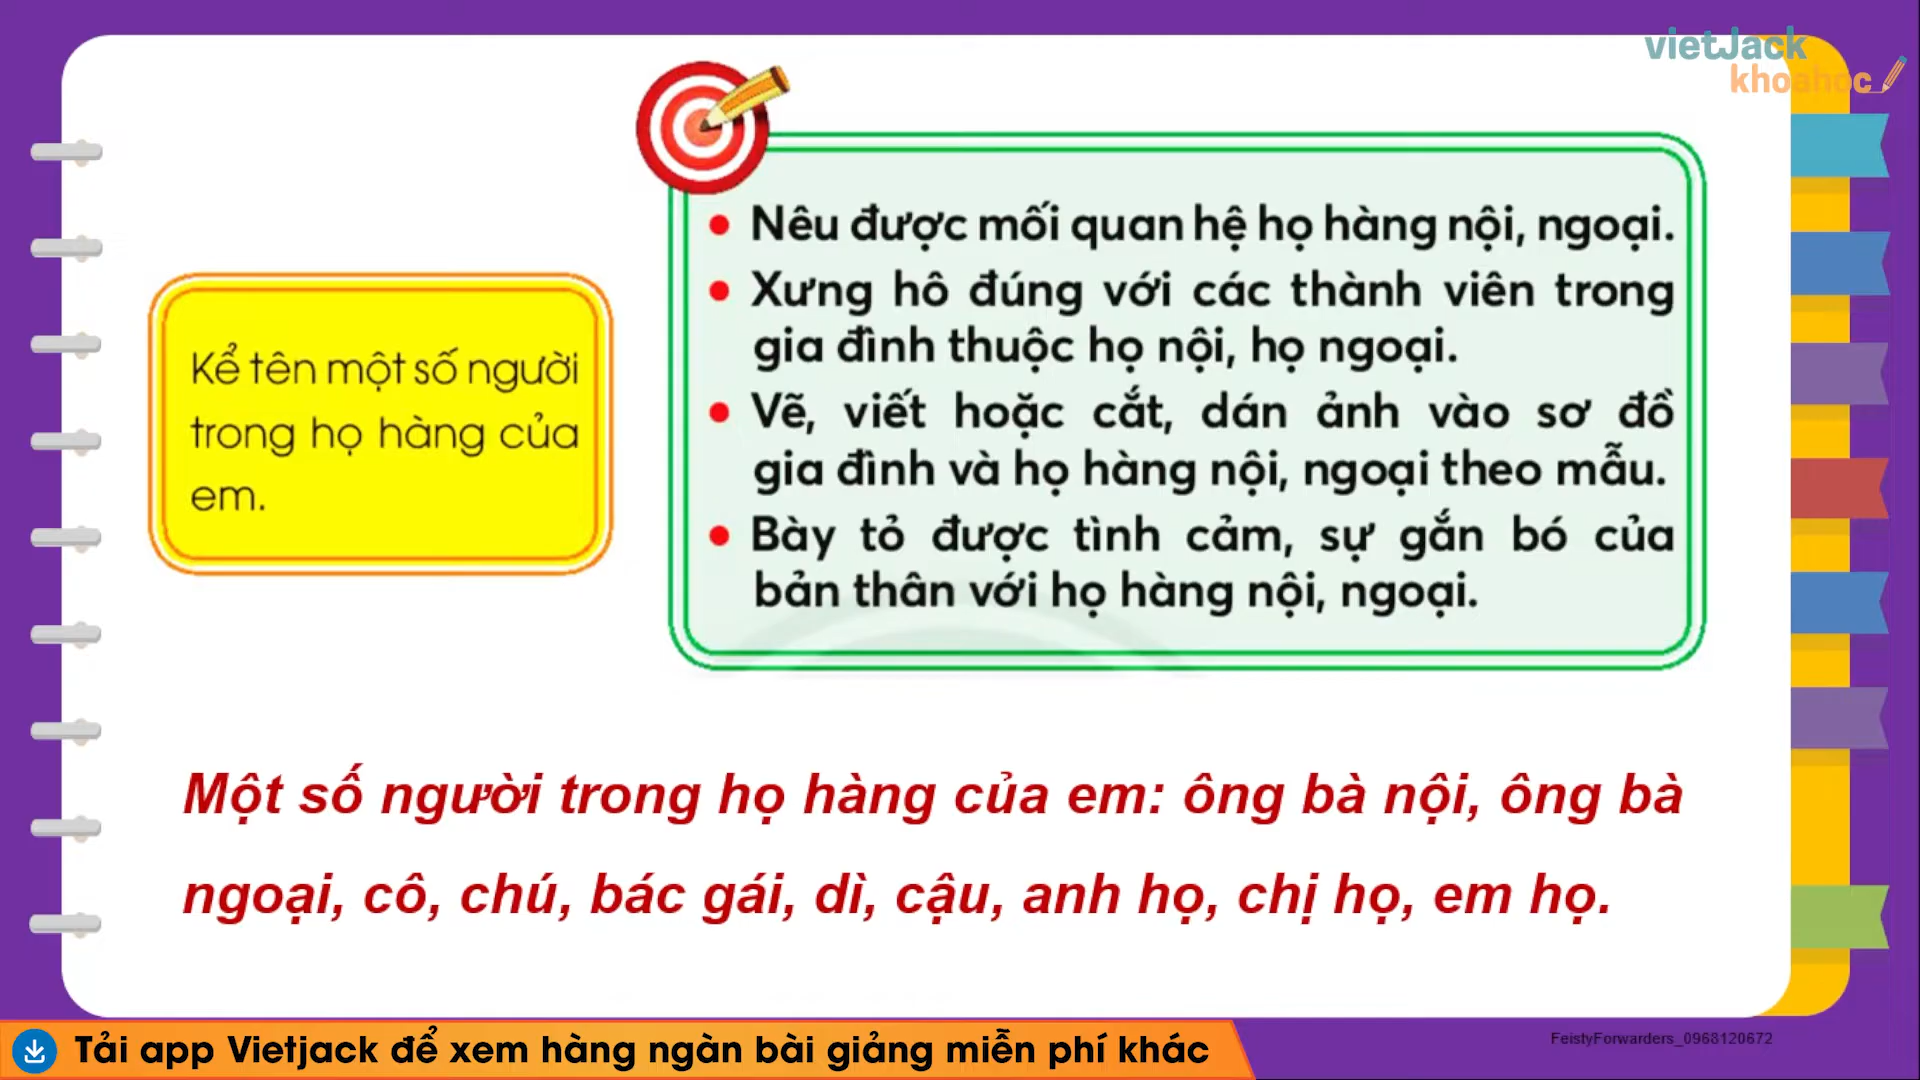 vietJack
khoahoc
Nêu được mối quan hệ họ hàng nội, ngoại.
Xưng hô đúng với các thành viên trong
gia đình thuộc họ nội, họ ngoại.
Vẽ, viết hoặc cắt, dán ảnh vào sơ đồ
gia đình và họ hàng nội, ngoại theo mẫu.
Bày tỏ được tình cảm, sự gắn bó của
bản thân với họ hàng nội, ngoại.
Kể tên một số người
trong họ hàng của
em.
Một số người trong họ hàng của em: ông bà nội, ông bà
ngoại, cô, chú, bác gái, dì, cậu, anh họ, chị họ, em họ.
Tải app Vietjack để xem hàng ngàn bài giảng miễn phí khác
FeistyForwarders_0968120672